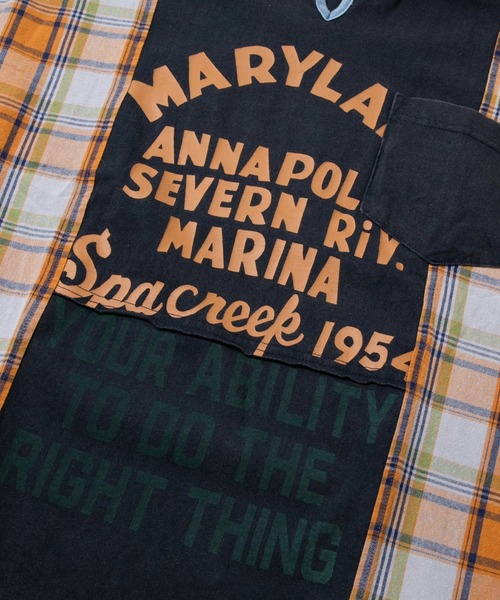 MARYLA
ANNAPOL
SEVERN RiV.
MARINA
Spa creek 1954
YOUR ABILITY
TO DO THE
RIGHT THING